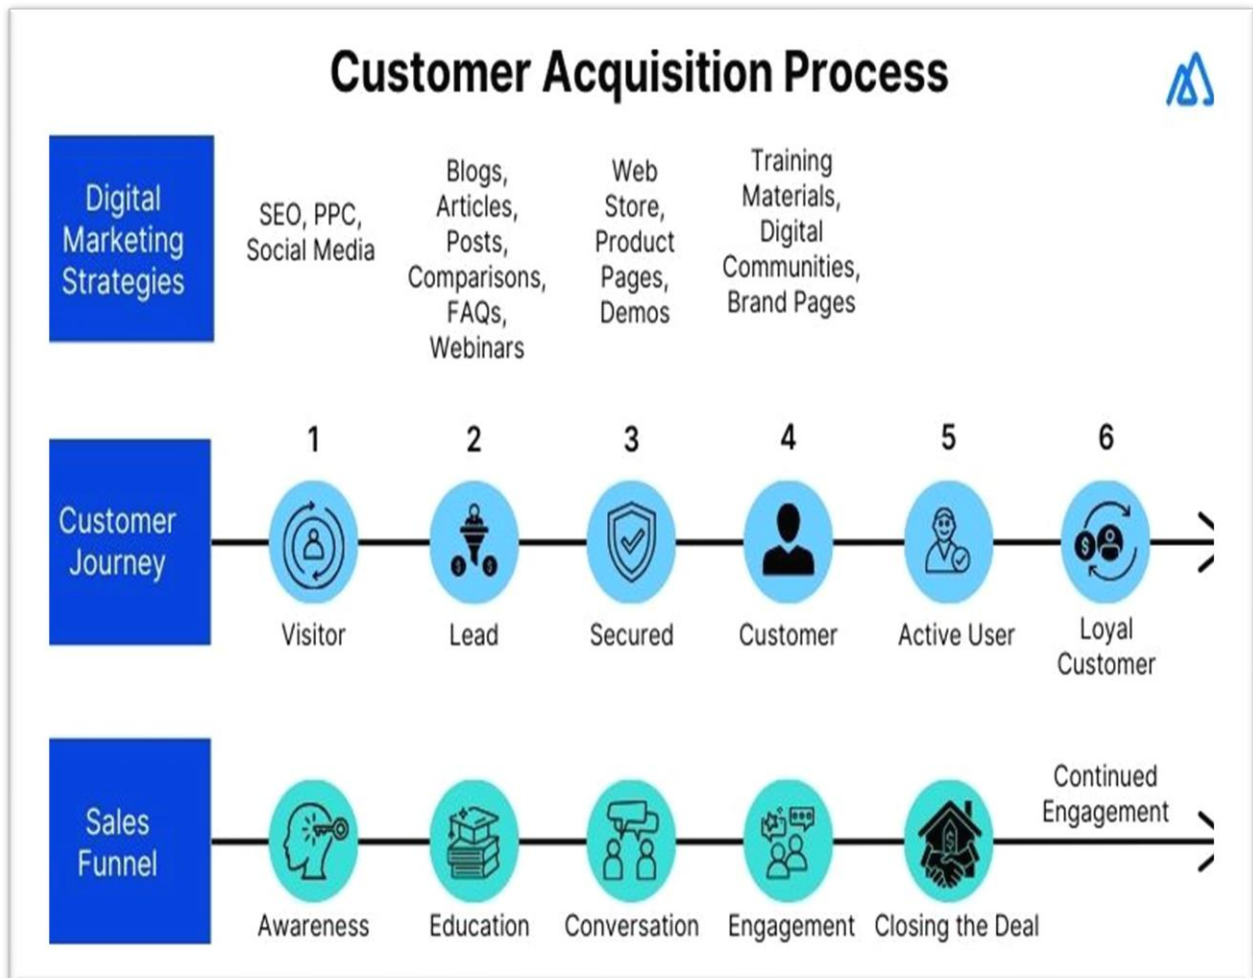 Customer Acquisition Process
Digital
Marketing
Strategies
SEO, PPC,
Social Media
Blogs,
Articles,
Posts,
Comparisons,
FAQs,
Webinars
Web
Store,
Product
Pages,
Demos
Training
Materials,
Digital
Communities,
Brand Pages
Customer
Journey
1
2
3
4
5
6
$
$
$
Visitor
Lead
Secured
Customer
Active User
Loyal
Customer
Sales
Funnel
Continued
Engagement
$
Awareness
Education
Conversation
Engagement
Closing the Deal